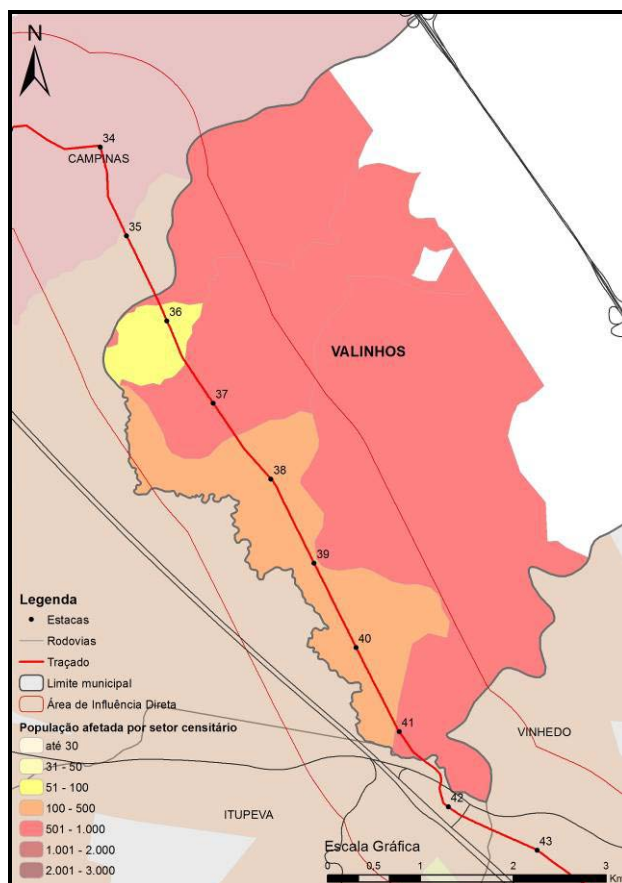 N
34
CAMPINAS
35
36
VALINHOS
37
38
39
40
41
VINHEDO
42
ITUPEVA
43
Legenda
Estacas
Rodovias
Traçado
Limite municipal
Área de Influência Direta
População afetada por setor censitário
até 30
31 - 50
51 - 100
100 - 500
501 - 1.000
1.001 - 2.000
2.001 - 3.000
Escala Gráfica
0 0,5 1 2 3
Km